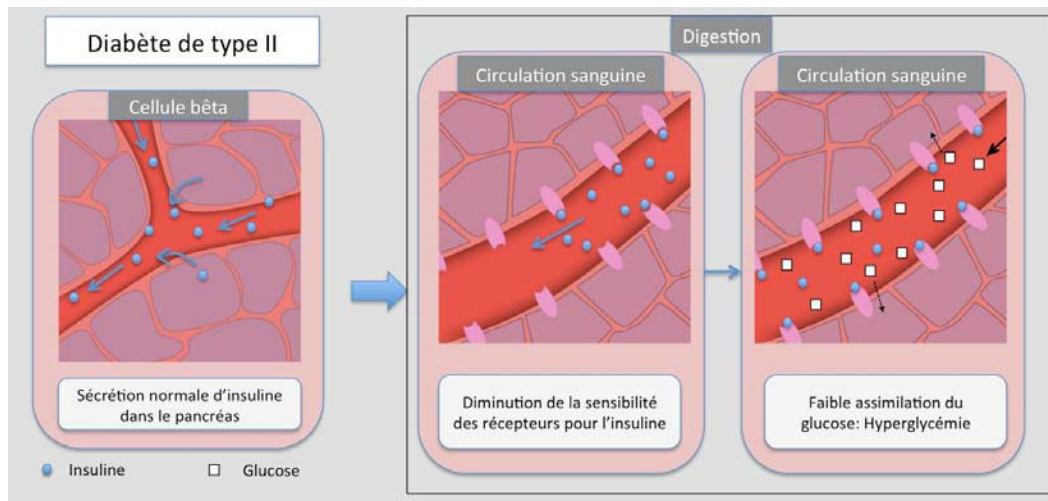 Diabète de type II
Digestion
Cellule bêta
Circulation sanguine
Circulation sanguine
Sécrétion normale d'insuline
dans le pancréas
Diminution de la sensibilité
des récepteurs pour l'insuline
Faible assimilation du
glucose: Hyperglycémie
Insuline
Glucose